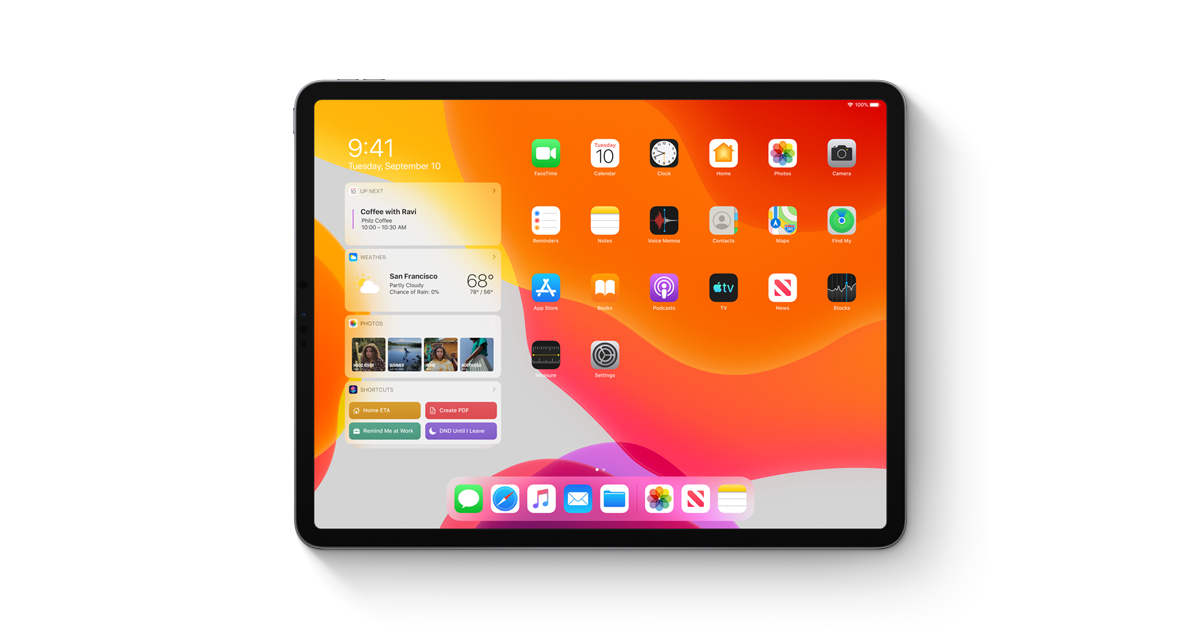 100%
9:41
Tuesday, September 10
UP NEXT
Coffee with Ravi
Philz Coffee
10:00 – 10:30 AM
WEATHER
San Francisco
Partly Cloudy
Chance of Rain: 0%
68°
78° / 56°
PHOTOS
SUMMER
SHORTCUTS
Home ETA
Create PDF
Remind Me at Work
DND Until I Leave
Tuesday
10
FaceTime
Calendar
Clock
Home
Photos
Camera
Reminders
Notes
Voice Memos
Contacts
Maps
Find My
tv
App Store
Books
Podcasts
TV
News
Stocks
Measure
Settings